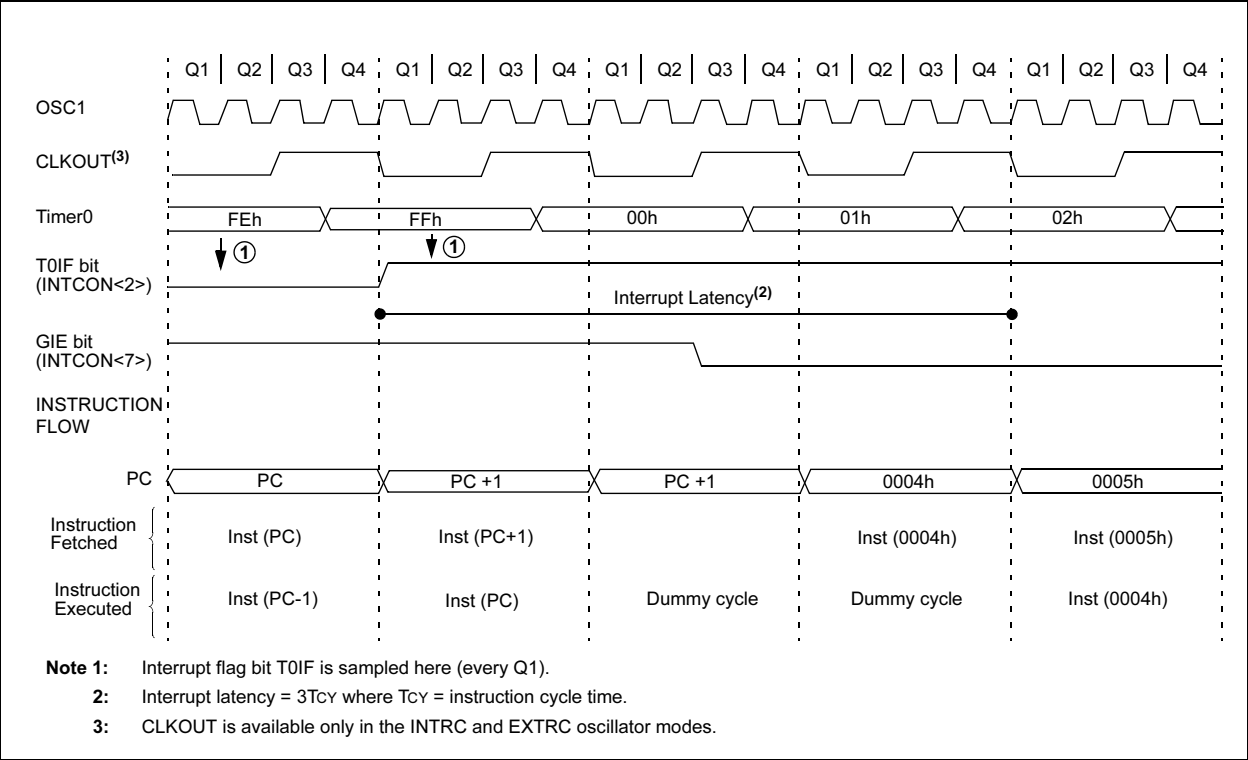 Q1 Q2 Q3 Q4 Q1 Q2 Q3 Q4 Q1 Q2 Q3 Q4 Q1 Q2 Q3 Q4 Q1 Q2 Q3 Q4
OSC1
CLKOUT(3)
Timer0 FEh FFh 00h 01h 02h
1 1
T0IF bit
(INTCON<2>)
Interrupt Latency(2)
GIE bit
(INTCON<7>)
INSTRUCTION
FLOW
PC PC PC +1 PC +1 0004h 0005h
Instruction
Fetched
Inst (PC) Inst (PC+1) Inst (0004h) Inst (0005h)
Instruction
Executed
Inst (PC-1) Inst (PC) Dummy cycle Dummy cycle Inst (0004h)
Note 1: Interrupt flag bit T0IF is sampled here (every Q1).
2: Interrupt latency = 3TCY where TCY = instruction cycle time.
3: CLKOUT is available only in the INTRC and EXTRC oscillator modes.